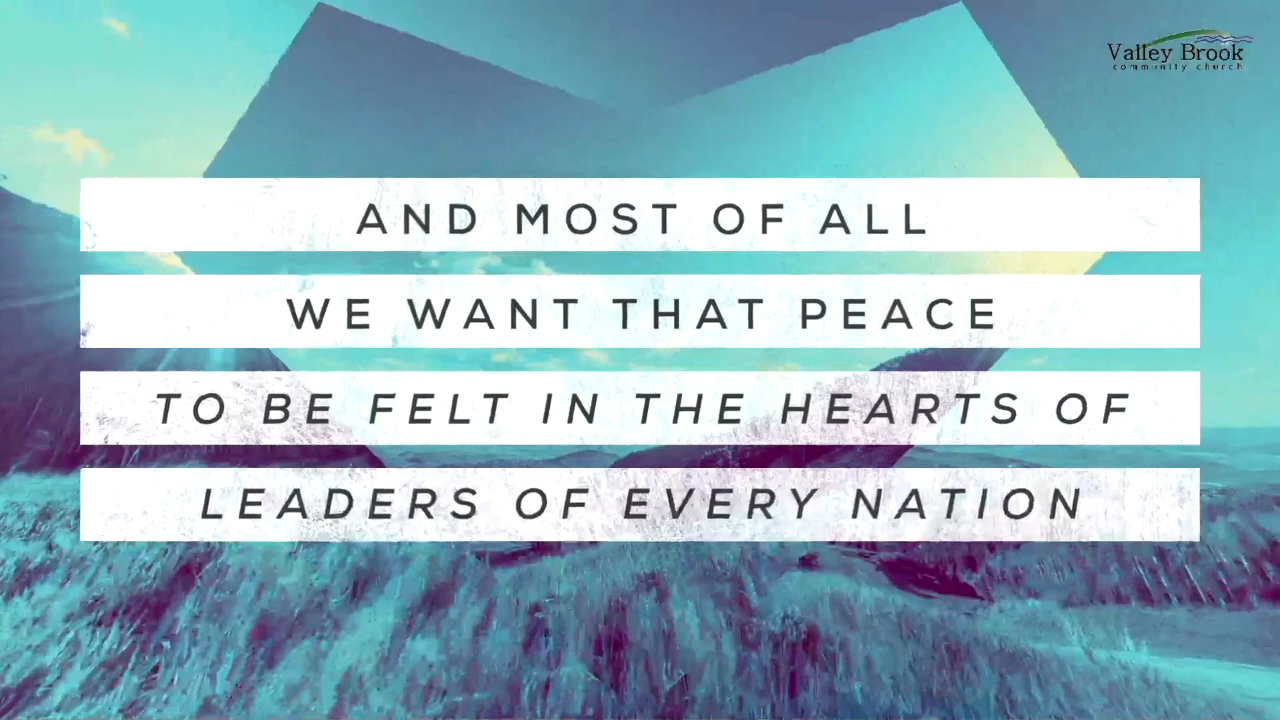 Valley Brook
community church
AND MOST OF ALL
WE WANT THAT PEACE
TO BE FELT IN THE HEARTS OF
LEADERS OF EVERY NATION